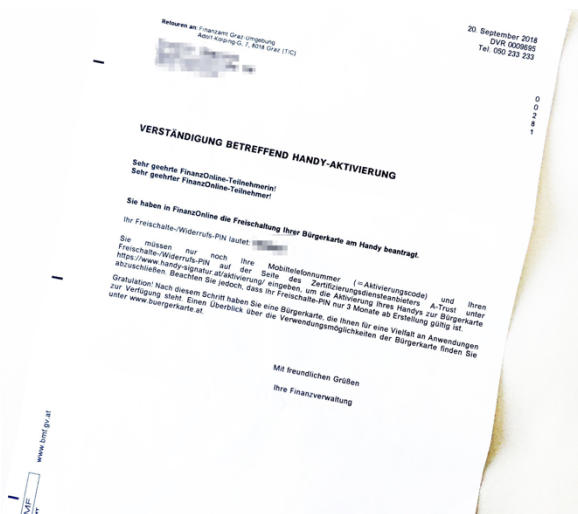 Retouren an: Finanzamt Graz-Umgebung
Adolf Kolping-G. 7, 8018 Graz (TIC)
20. September 2018
DVR 0009695
Tel. 050 233 233
0
0
2
8
1
VERSTÄNDIGUNG BETREFFEND HANDY-AKTIVIERUNG
Sehr geehrte FinanzOnline-Teilnehmerin!
Sehr geehrter FinanzOnline-Teilnehmer!
Sie haben in FinanzOnline die Freischaltung Ihrer Bürgerkarte am Handy beantragt.
Ihr Freischalte-/Widerrufs-PIN lautet:
Sie müssen nur noch Ihre Mobiltelefonnummer (=Aktivierungscode) und Ihren
Freischalte-/Widerrufs-PIN auf der Seite des Zertifizierungsdiensteanbieters A-Trust unter
https://www.handy-signatur.at/aktivierung/ eingeben, um die Aktivierung Ihres Handys zur Bürgerkarte
abzuschließen. Beachten Sie jedoch, dass Ihr Freischalte-PIN nur 3 Monate ab Erstellung gültig ist.
Gratulation! Nach diesem Schritt haben Sie eine Bürgerkarte, die Ihnen für eine Vielfalt an Anwendungen
zur Verfügung steht. Einen Überblick über die Verwendungsmöglichkeiten der Bürgerkarte finden Sie
unter www.buergerkarte.at.
Mit freundlichen Grüßen
Ihre Finanzverwaltung
www.bmf.gv.at